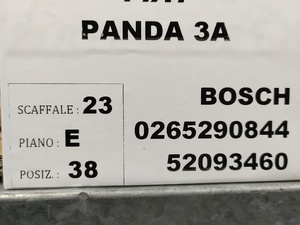 PANDA 3A
SCAFFALE: 23
PIANO: E
POSIZ.: 38
BOSCH
0265290844
52093460